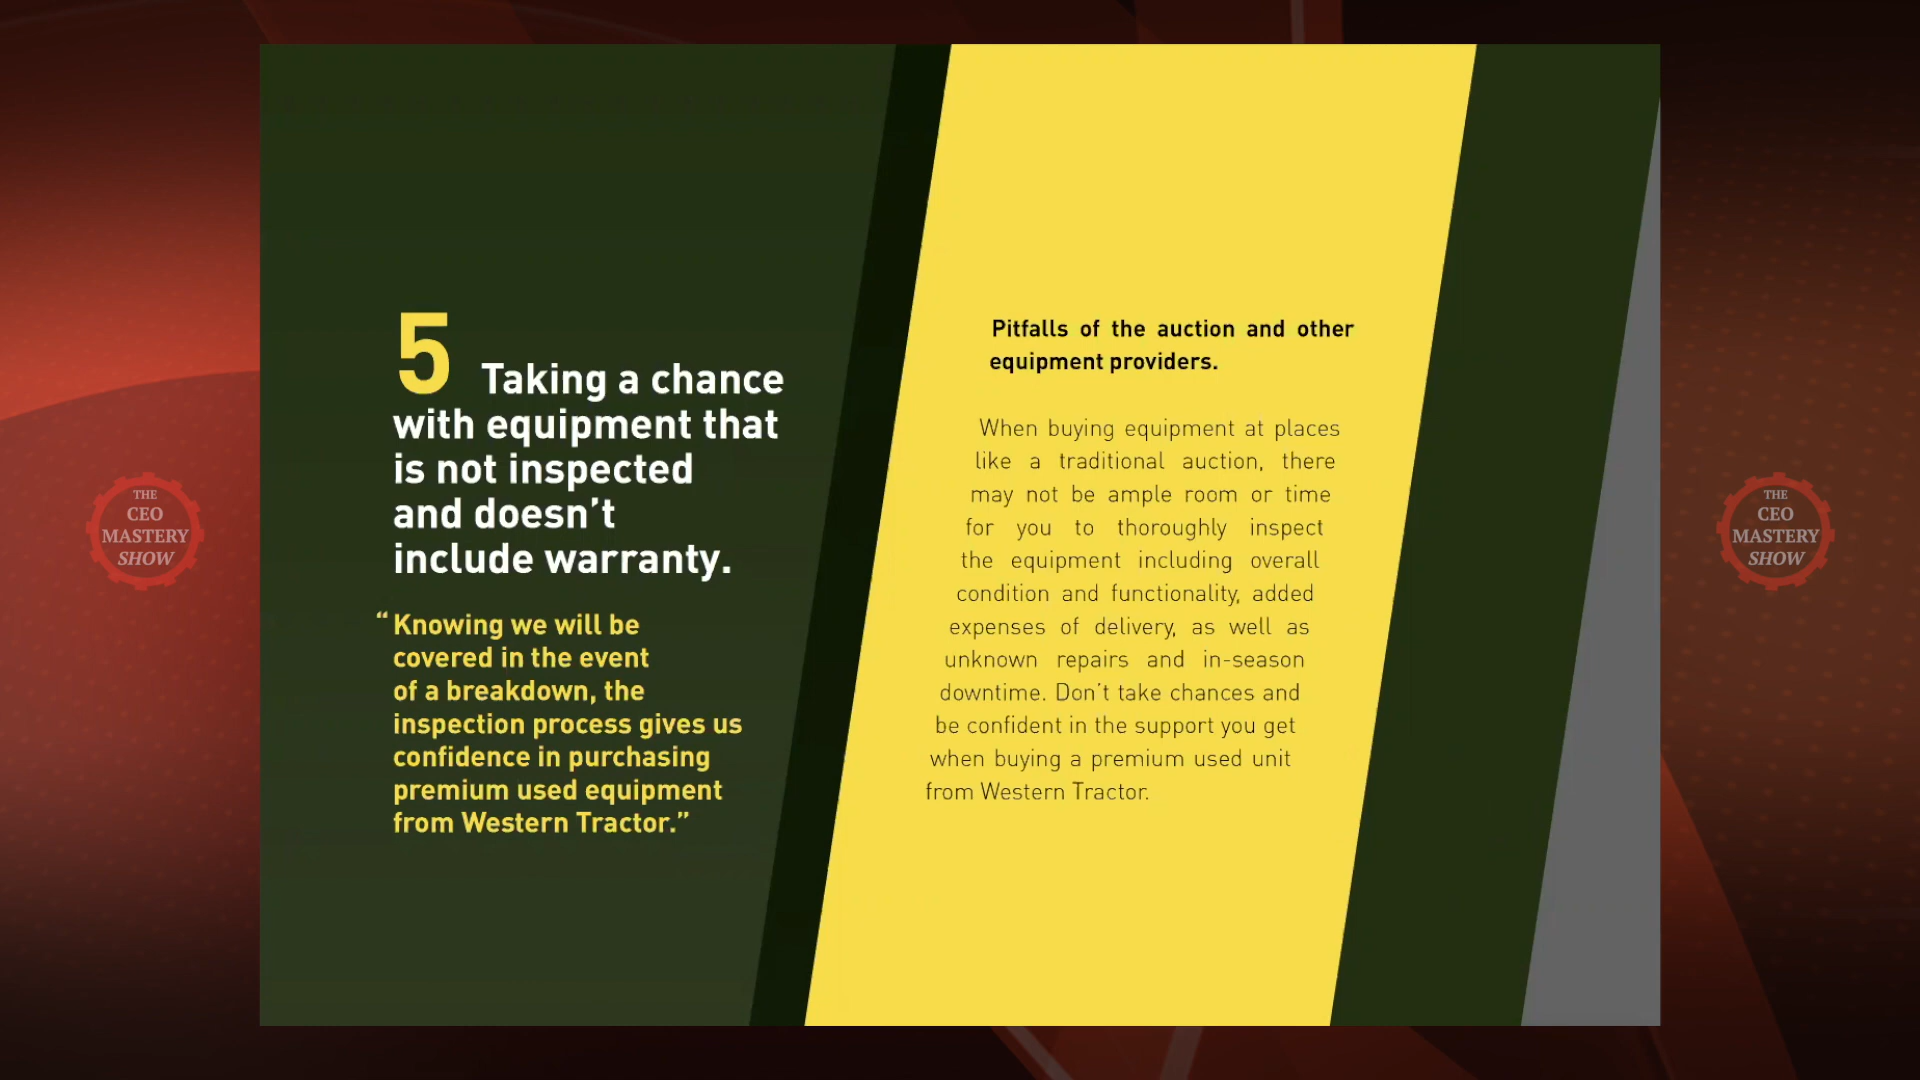 5 Taking a chance
with equipment that
is not inspected
and doesn’t
include warranty.
“Knowing we will be
covered in the event
of a breakdown, the
inspection process gives us
confidence in purchasing
premium used equipment
from Western Tractor.”
Pitfalls of the auction and other
equipment providers.
When buying equipment at places
like a traditional auction, there
may not be ample room or time
for you to thoroughly inspect
the equipment including overall
condition and functionality, added
expenses of delivery, as well as
unknown repairs and in-season
downtime. Don’t take chances and
be confident in the support you get
when buying a premium used unit
from Western Tractor.
THE
CEO
MASTERY
SHOW
THE
CEO
MASTERY
SHOW